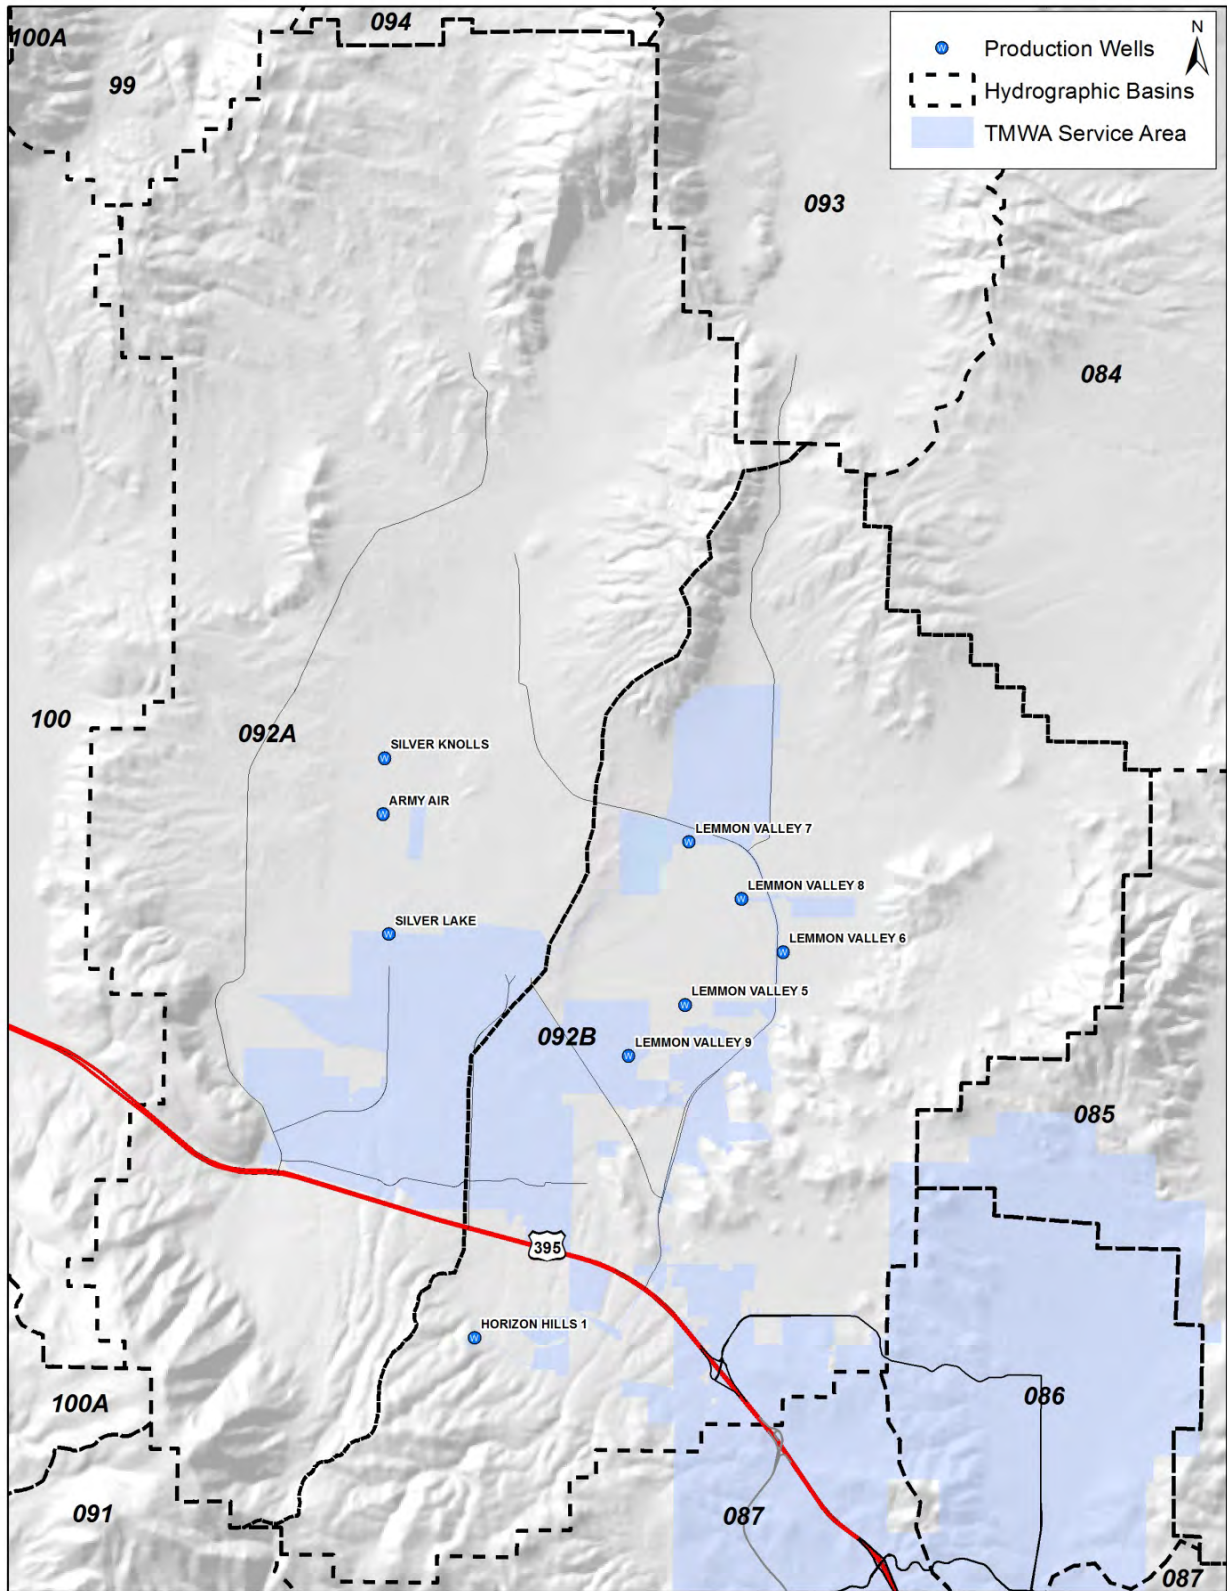 094
100A
99
N
Production Wells
Hydrographic Basins
TMWA Service Area
093
084
100
092A
SILVER KNOLLS
ARMY AIR
LEMMON VALLEY 7
LEMMON VALLEY 8
SILVER LAKE
LEMMON VALLEY 6
LEMMON VALLEY 5
092B
LEMMON VALLEY 9
085
395
HORIZON HILLS 1
100A
086
091
087
087
W
W
W
W
W
W
W
W
W
W